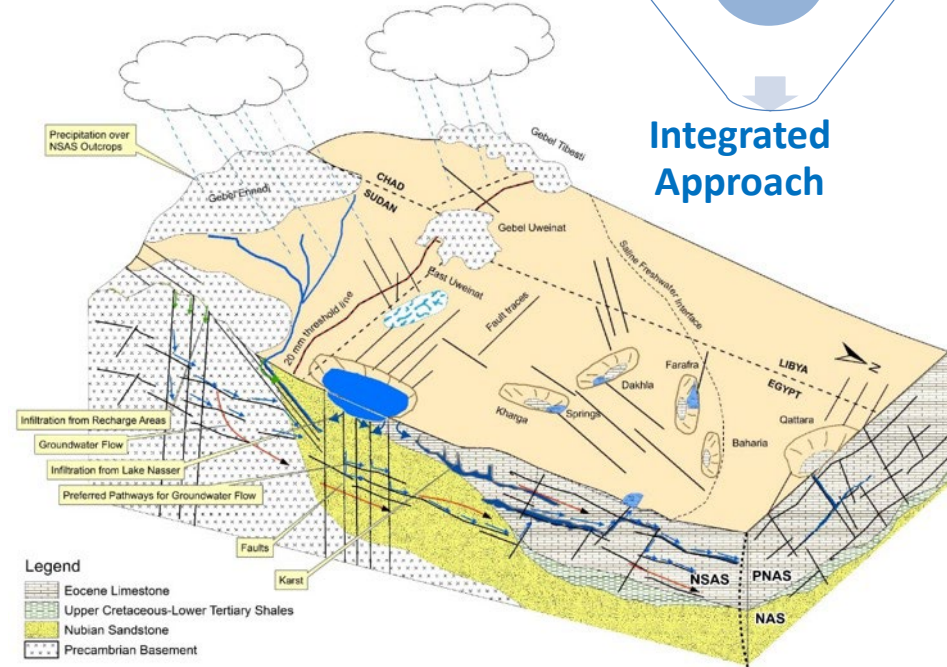 Integrated
Approach
Precipitation over
NSAS Outcrops
Gebel Ennedi
Gebel Tibesti
CHAD
SUDAN
Gebel Uweinat
Saline Freshwater Interface
20 mm threshold line
East Uweinat
Fault traces
LIBYA
EGYPT
N
Farafra
Dakhla
Qattara
Kharga
Springs
Baharia
Infiltration from Recharge Areas
Groundwater Flow
Infiltration from Lake Nasser
Preferred Pathways for Groundwater Flow
Faults
Karst
NSAS
PNAS
NAS
Legend
Eocene Limestone
Upper Cretaceous-Lower Tertiary Shales
Nubian Sandstone
Precambrian Basement